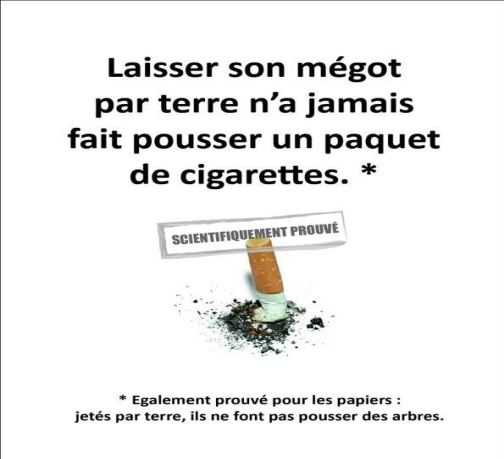 Laisser son mégot
par terre n’a jamais
fait pousser un paquet
de cigarettes. *
SCIENTIFIQUEMENT PROUVÉ
* Egalement prouvé pour les papiers :
jetés par terre, ils ne font pas pousser des arbres.